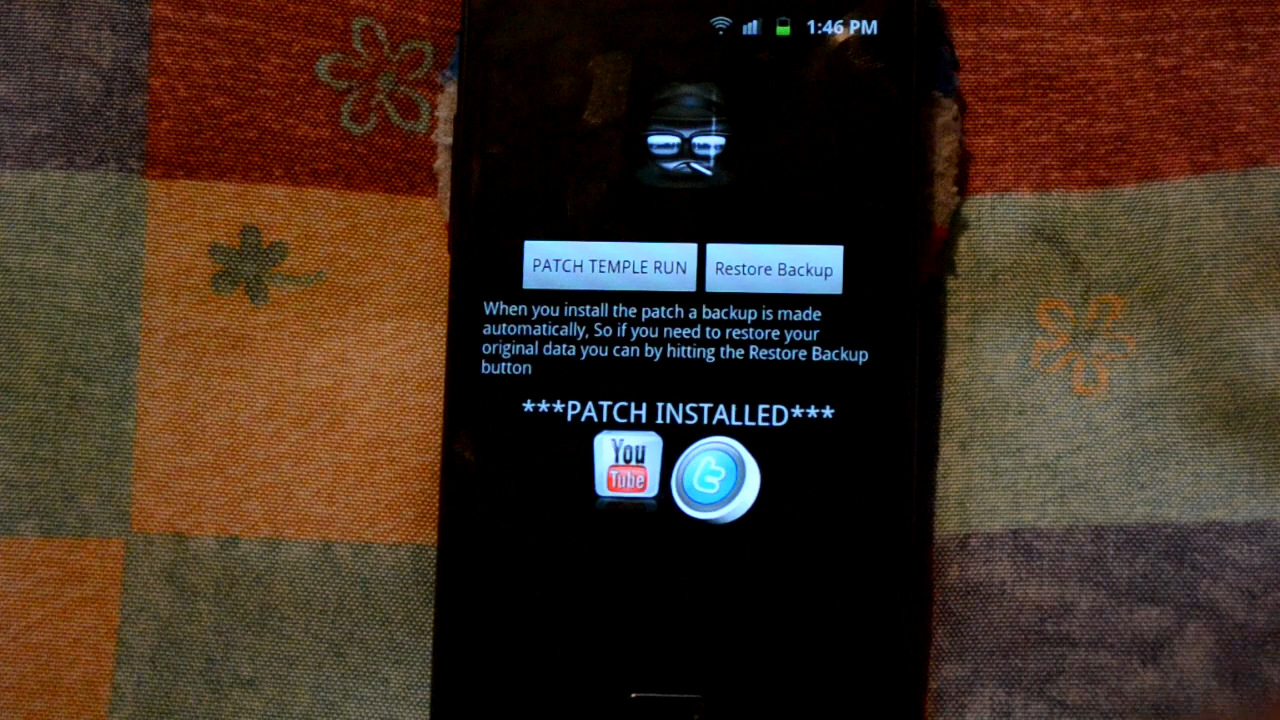 1:46 PM
PATCH TEMPLE RUN
Restore Backup
When you install the patch a backup is made
automatically, So if you need to restore your
original data you can by hitting the Restore Backup
button
***PATCH INSTALLED***
You
Tube
t